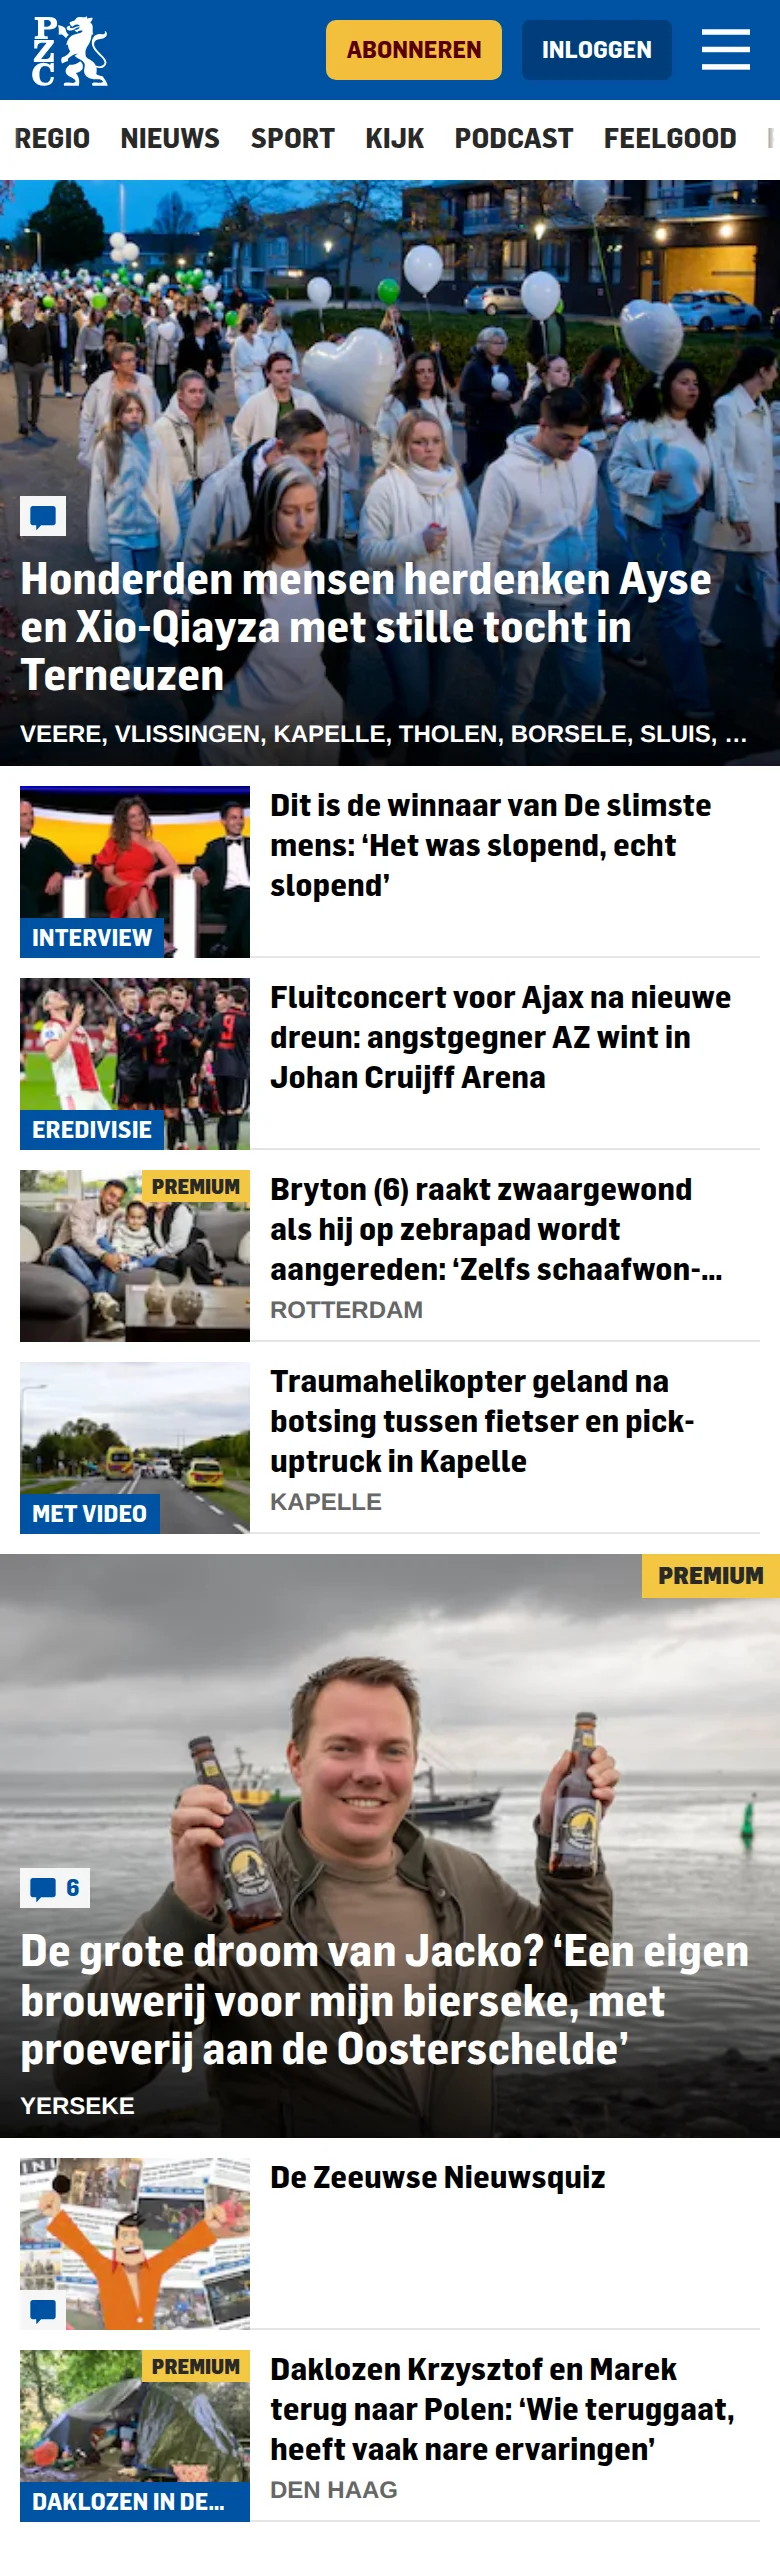 PZC
ABONNEREN
INLOGGEN
REGIO NIEUWS SPORT KIJK PODCAST FEELGOOD
Honderden mensen herdenken Ayse
en Xio-Qiayza met stille tocht in
Terneuzen
VEERE, VLISSINGEN, KAPELLE, THOLEN, BORSELE, SLUIS, ...
Dit is de winnaar van De slimste
mens: ‘Het was slopend, echt
slopend’
INTERVIEW
Fluitconcert voor Ajax na nieuwe
dreun: angstgegner AZ wint in
Johan Cruijff Arena
EREDIVISIE
PREMIUM
Bryton (6) raakt zwaargewond
als hij op zebrapad wordt
aangereden: ‘Zelfs schaafwon-...
ROTTERDAM
Traumahelikopter geland na
botsing tussen fietser en pick-
uptruck in Kapelle
KAPELLE
MET VIDEO
PREMIUM
6
De grote droom van Jacko? ‘Een eigen
brouwerij voor mijn bierseke, met
proeverij aan de Oosterschelde’
YERSEKE
De Zeeuwse Nieuwsquiz
PREMIUM
Daklozen Krzysztof en Marek
terug naar Polen: ‘Wie teruggaat,
heeft vaak nare ervaringen’
DEN HAAG
DAKLOZEN IN DE...